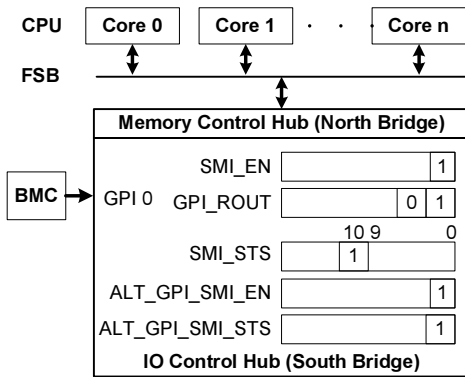 CPU Core 0 Core 1 · · · Core n
FSB
Memory Control Hub (North Bridge)
SMI_EN 1
BMC GPI 0 GPI_ROUT 0 1
10 9 0
SMI_STS 1
ALT_GPI_SMI_EN 1
ALT_GPI_SMI_STS 1
IO Control Hub (South Bridge)